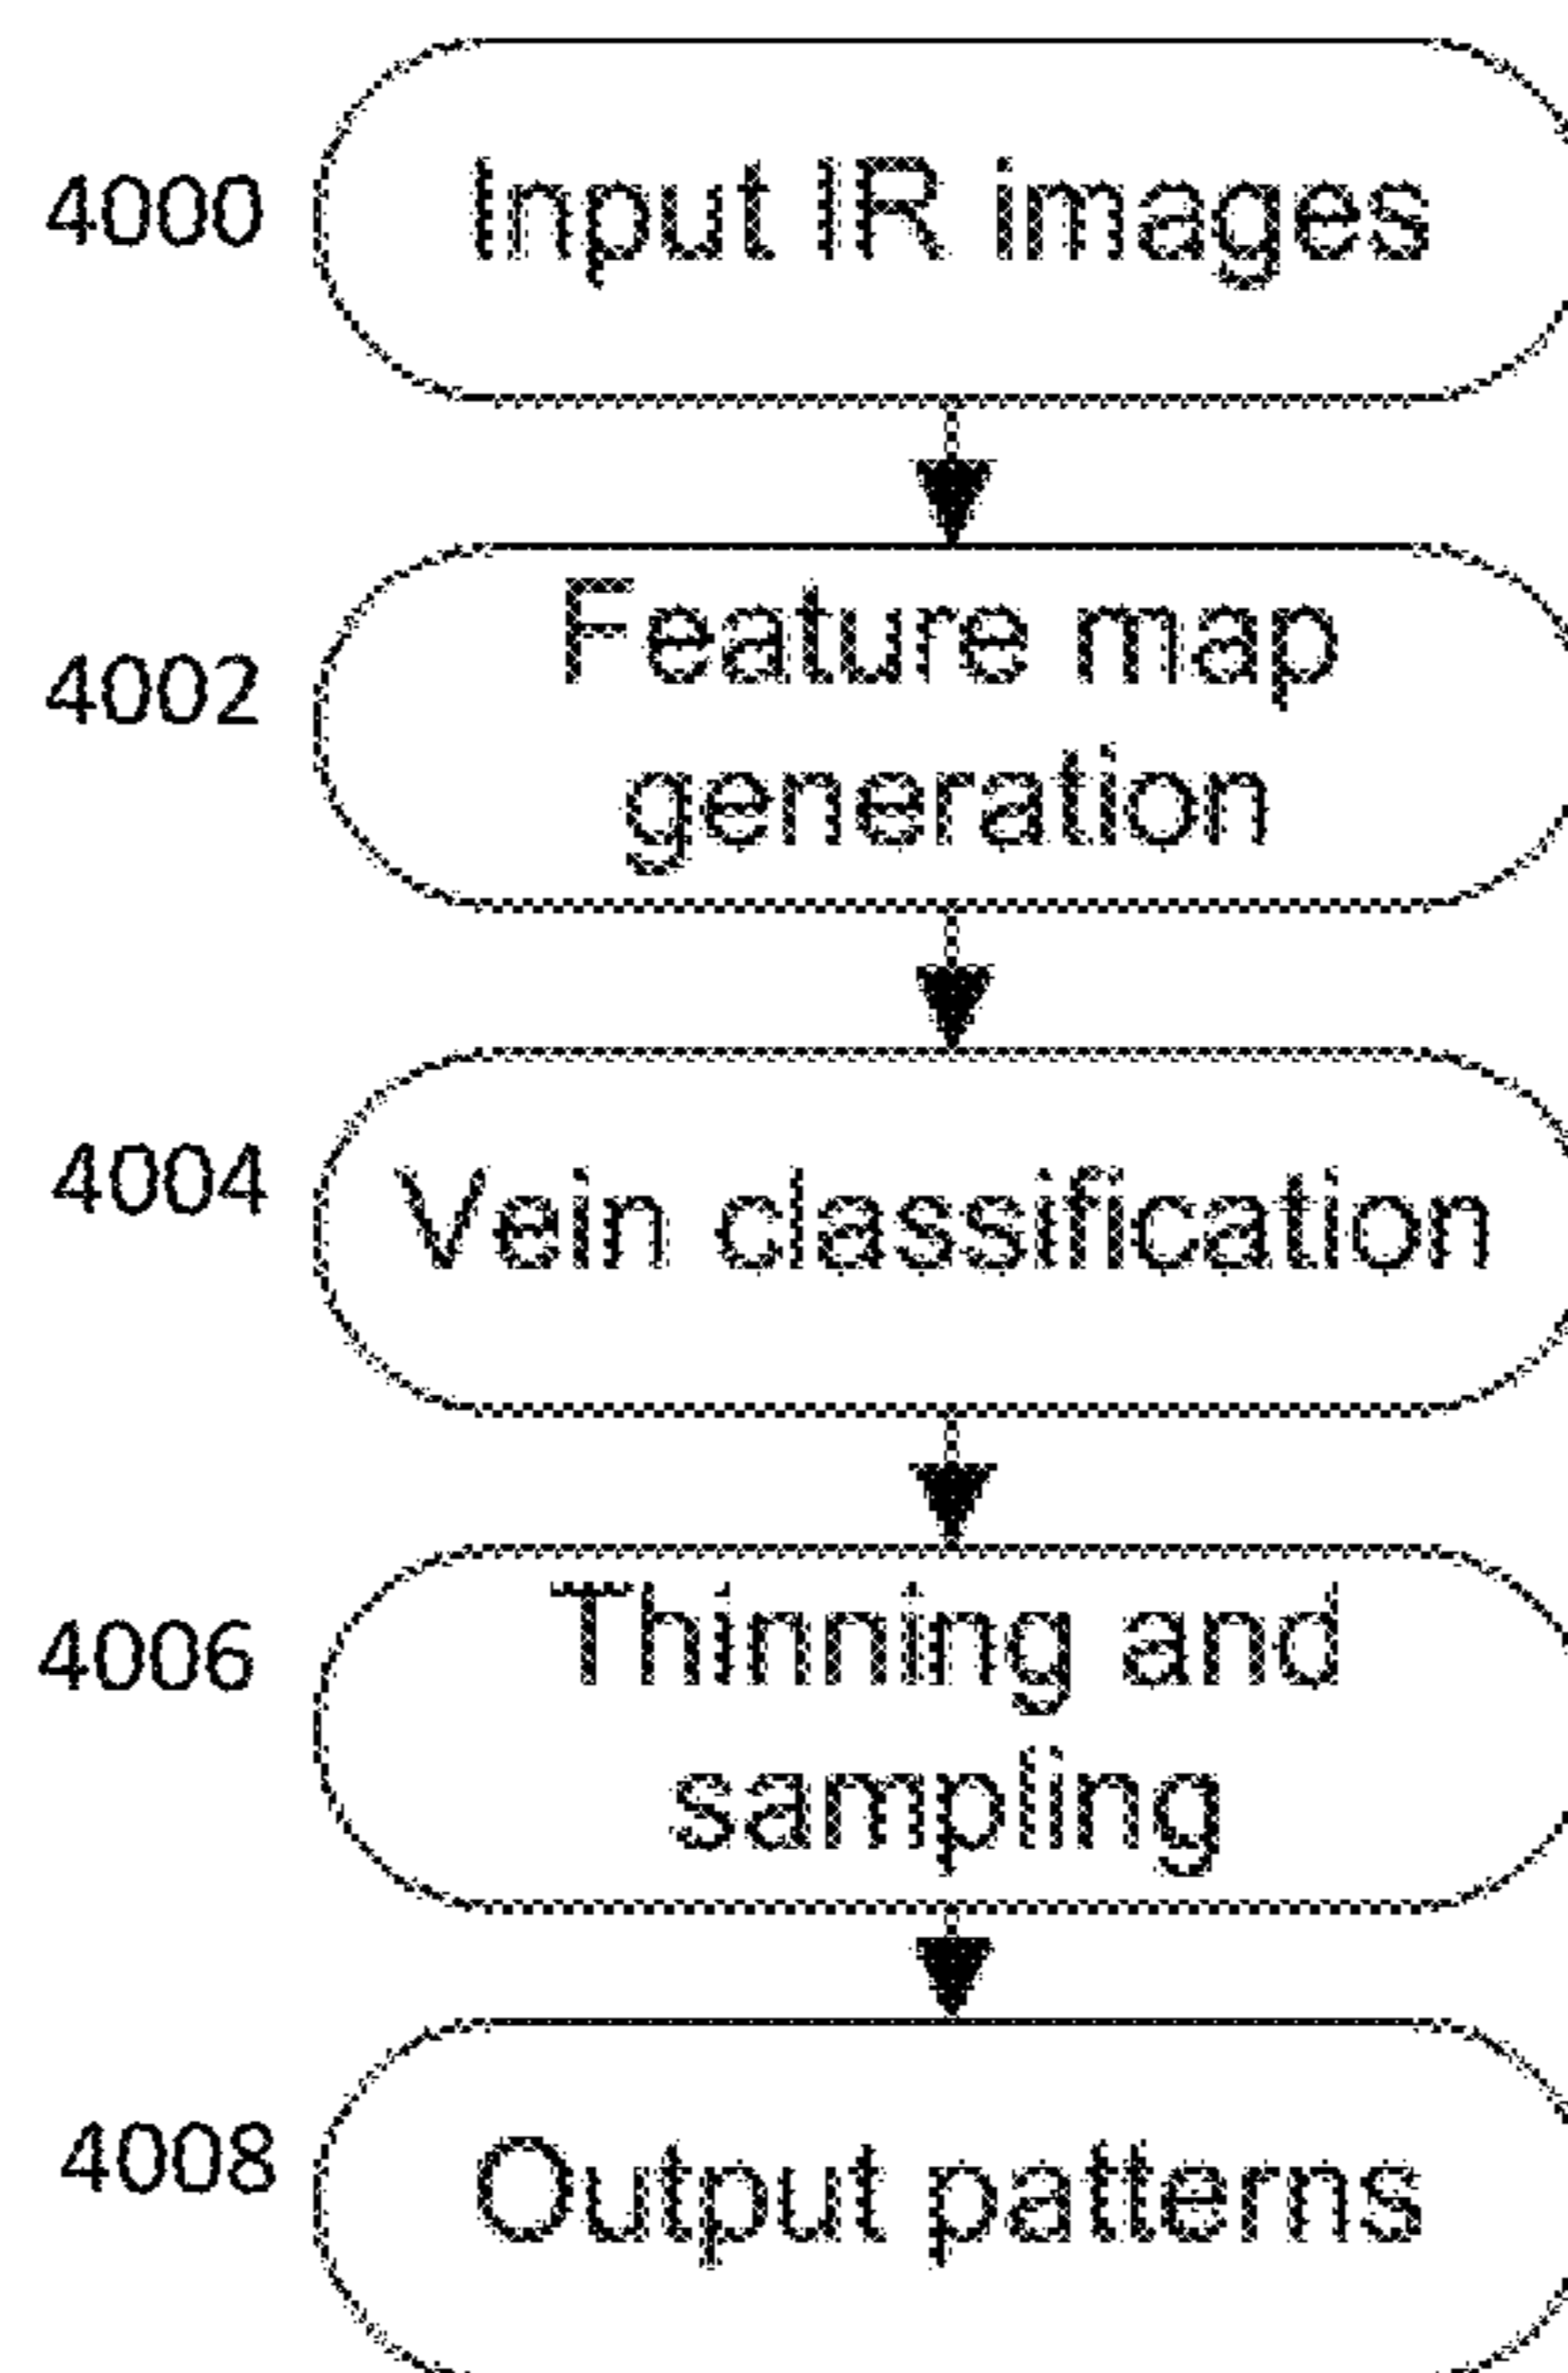 4000
Input IR images
4002
Feature map
generation
4004
Vein classification
4006
Thinning and
sampling
4008
Output patterns